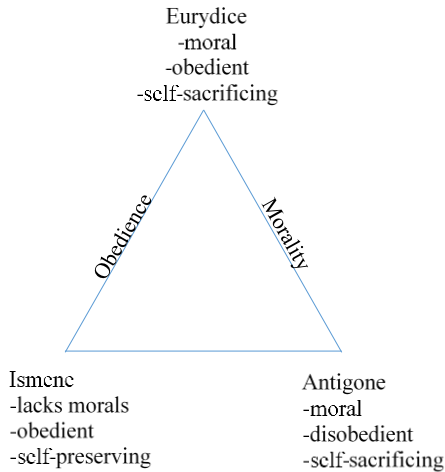 Eurydice
-moral
-obedient
-self-sacrificing
Obedience
Morality
Ismene
-lacks morals
-obedient
-self-preserving
Antigone
-moral
-disobedient
-self-sacrificing